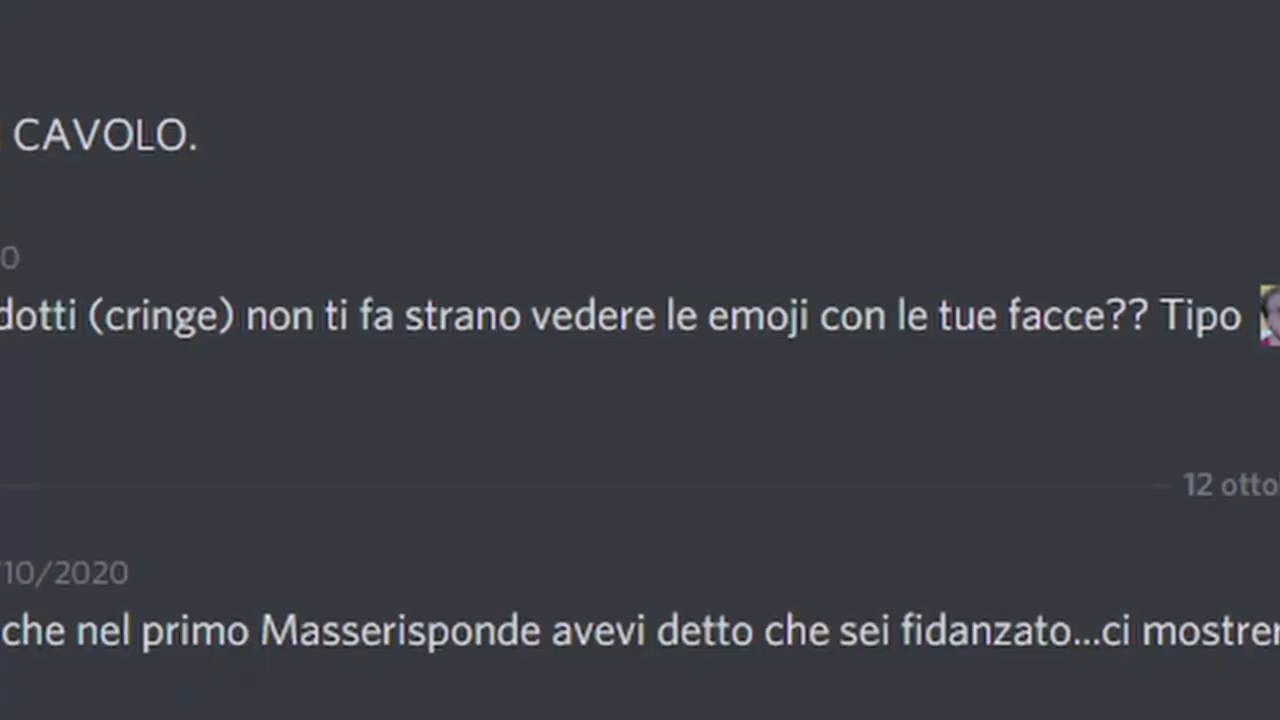 CAVOLO.
0
dotti (cringe) non ti fa strano vedere le emoji con le tue facce?? Tipo
12 otto
/10/2020
che nel primo Masserisponde avevi detto che sei fidanzato...ci mostrer